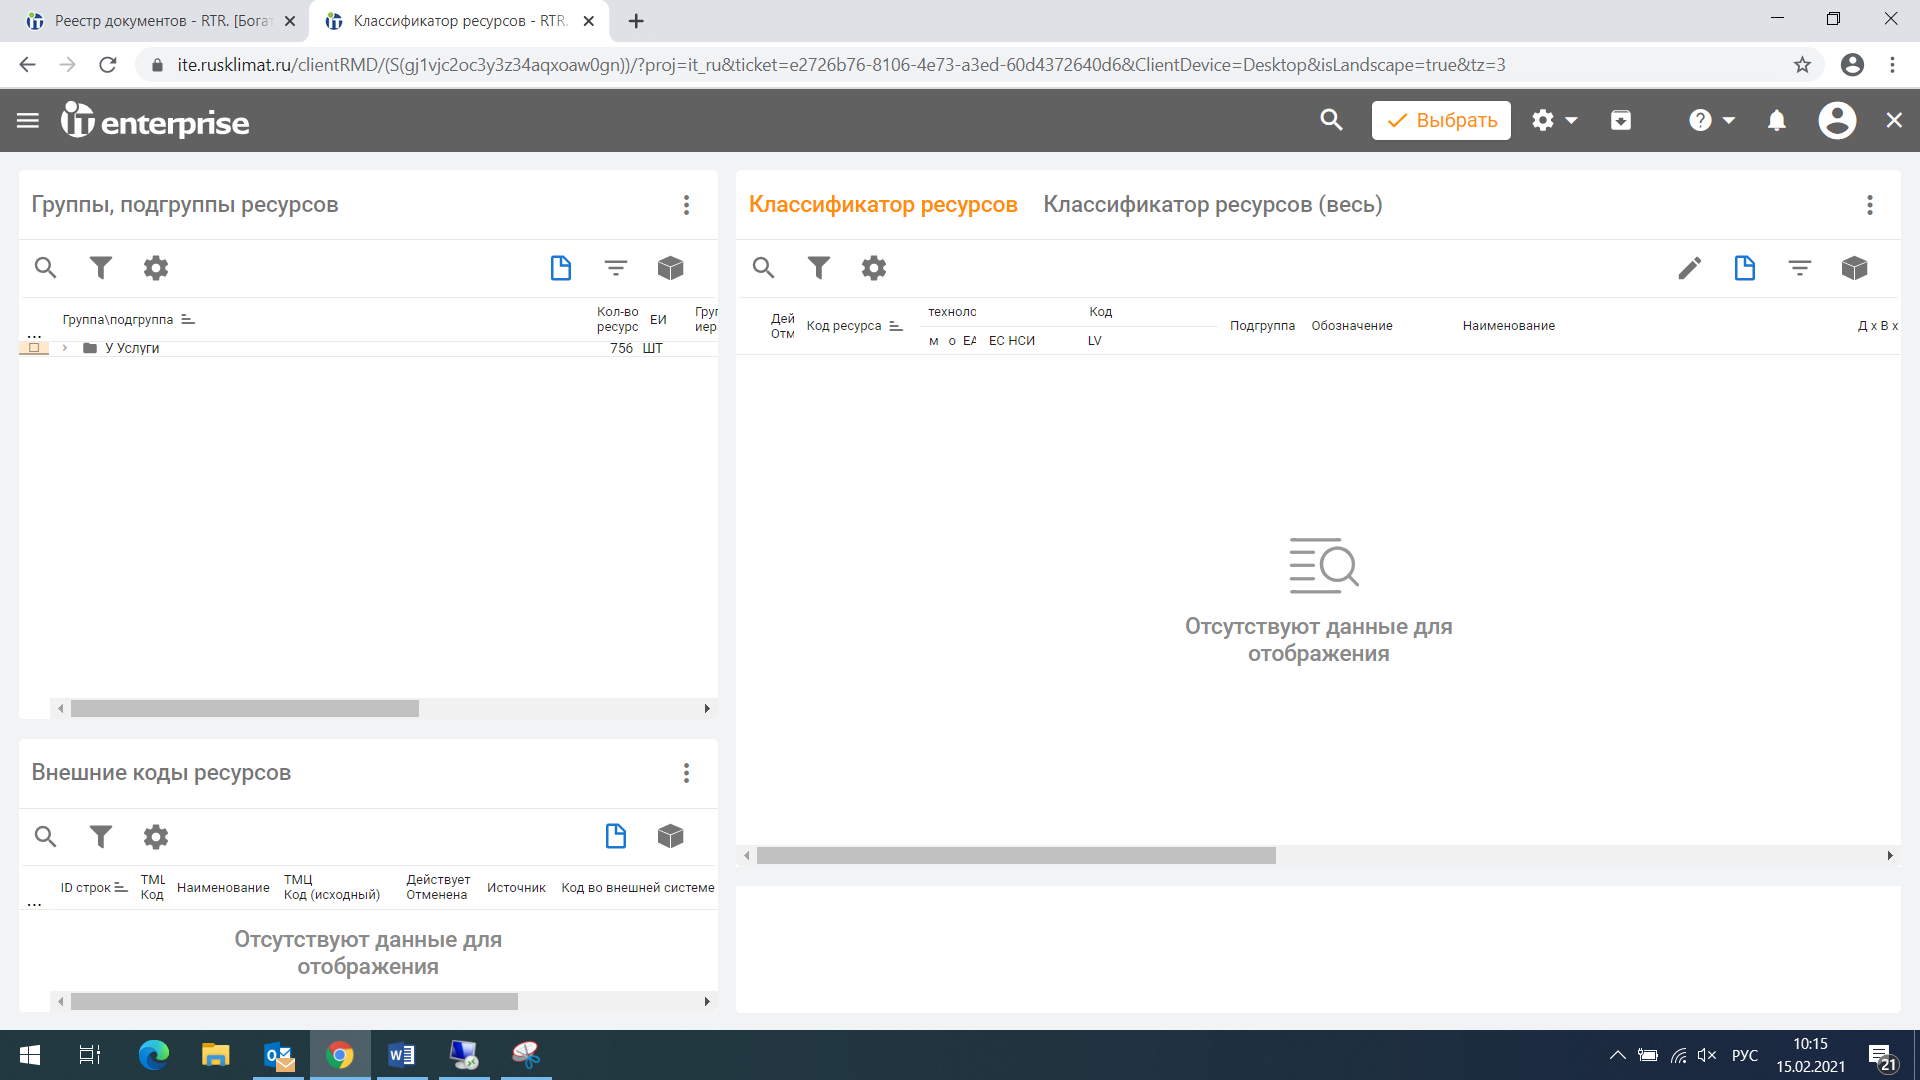 Реестр документов - RTR. [Богат
Классификатор ресурсов - RTR.
ite.rusklimat.ru/clientRMD/(S(gj1vjc2oc3y3z34aqxoaw0gn))/?proj=it_ru&ticket=e2726b76-8106-4e73-a3ed-60d4372640d6&ClientDevice=Desktop&isLandscape=true&tz=3
it enterprise
Выбрать
Группы, подгруппы ресурсов
Группа\подгруппа
Кол-во
ресурс
ЕИ
Груп
иер
...
У Услуги 756 ШТ
Внешние коды ресурсов
ID строк
ТМЦ
Код
Наименование
ТМЦ
Код (исходный)
Действует
Отменена
Источник
Код во внешней системе
...
Отсутствуют данные для
отображения
Классификатор ресурсов
Классификатор ресурсов (весь)
Дей
Отм
Код ресурса
техноло
м о ЕА
ЕС НСИ
Код
LV
Подгруппа
Обозначение
Наименование
Д х В х
Отсутствуют данные для
отображения
РУС
10:15
15.02.2021
21